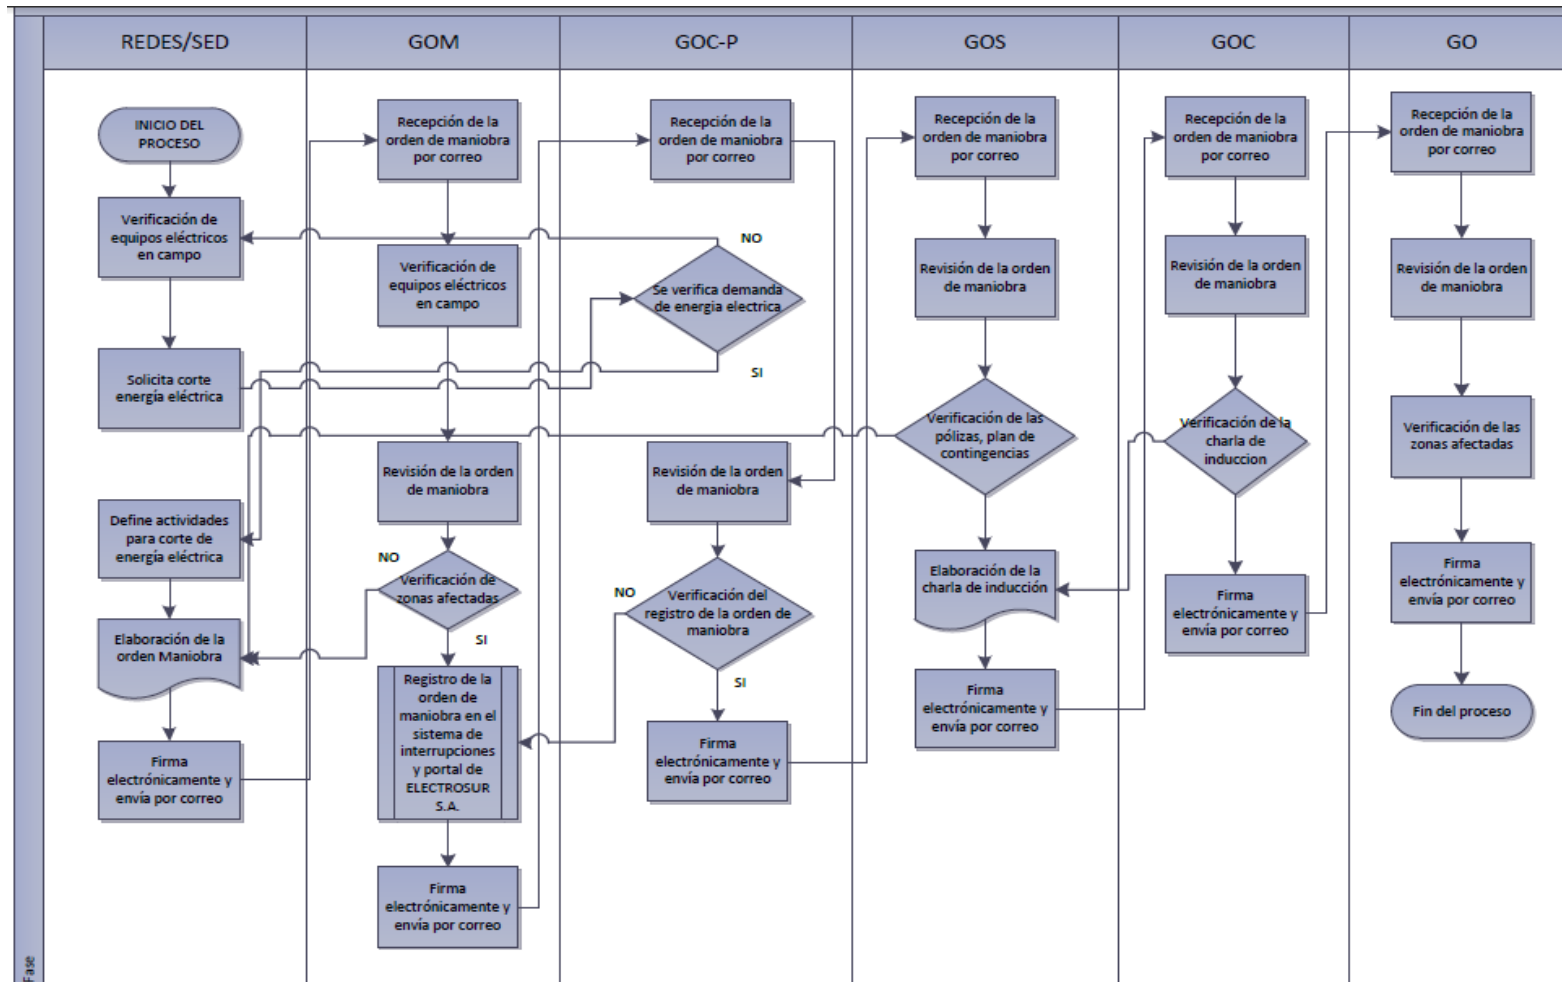 REDES/SED
GOM
GOC-P
GOS
GOC
GO
INICIO DEL
PROCESO
Verificación de
equipos eléctricos
en campo
Solicita corte
energía eléctrica
Define actividades
para corte de
energía eléctrica
Elaboración de la
orden Maniobra
Firma
electrónicamente y
envía por correo
Recepción de la
orden de maniobra
por correo
Verificación de
equipos eléctricos
en campo
Revisión de la orden
de maniobra
NO
Verificación de
zonas afectadas
SI
Registro de la
orden de
maniobra en el
sistema de
interrupciones
y portal de
ELECTROSUR
S.A.
Firma
electrónicamente y
envía por correo
Recepción de la
orden de maniobra
por correo
NO
Se verifica demanda
de energia electrica
SI
Revisión de la orden
de maniobra
NO
Verificación del
registro de la orden de
maniobra
SI
Firma
electrónicamente y
envía por correo
Recepción de la
orden de maniobra
por correo
Revisión de la orden
de maniobra
Verificación de las
pólizas, plan de
contingencias
Elaboración de la
charla de inducción
Firma
electrónicamente y
envía por correo
Recepción de la
orden de maniobra
por correo
Revisión de la orden
de maniobra
Verificación de la
charla de
induccion
Firma
electrónicamente y
envía por correo
Recepción de la
orden de maniobra
por correo
Revisión de la orden
de maniobra
Verificación de las
zonas afectadas
Firma
electrónicamente y
envía por correo
Fin del proceso
Fase